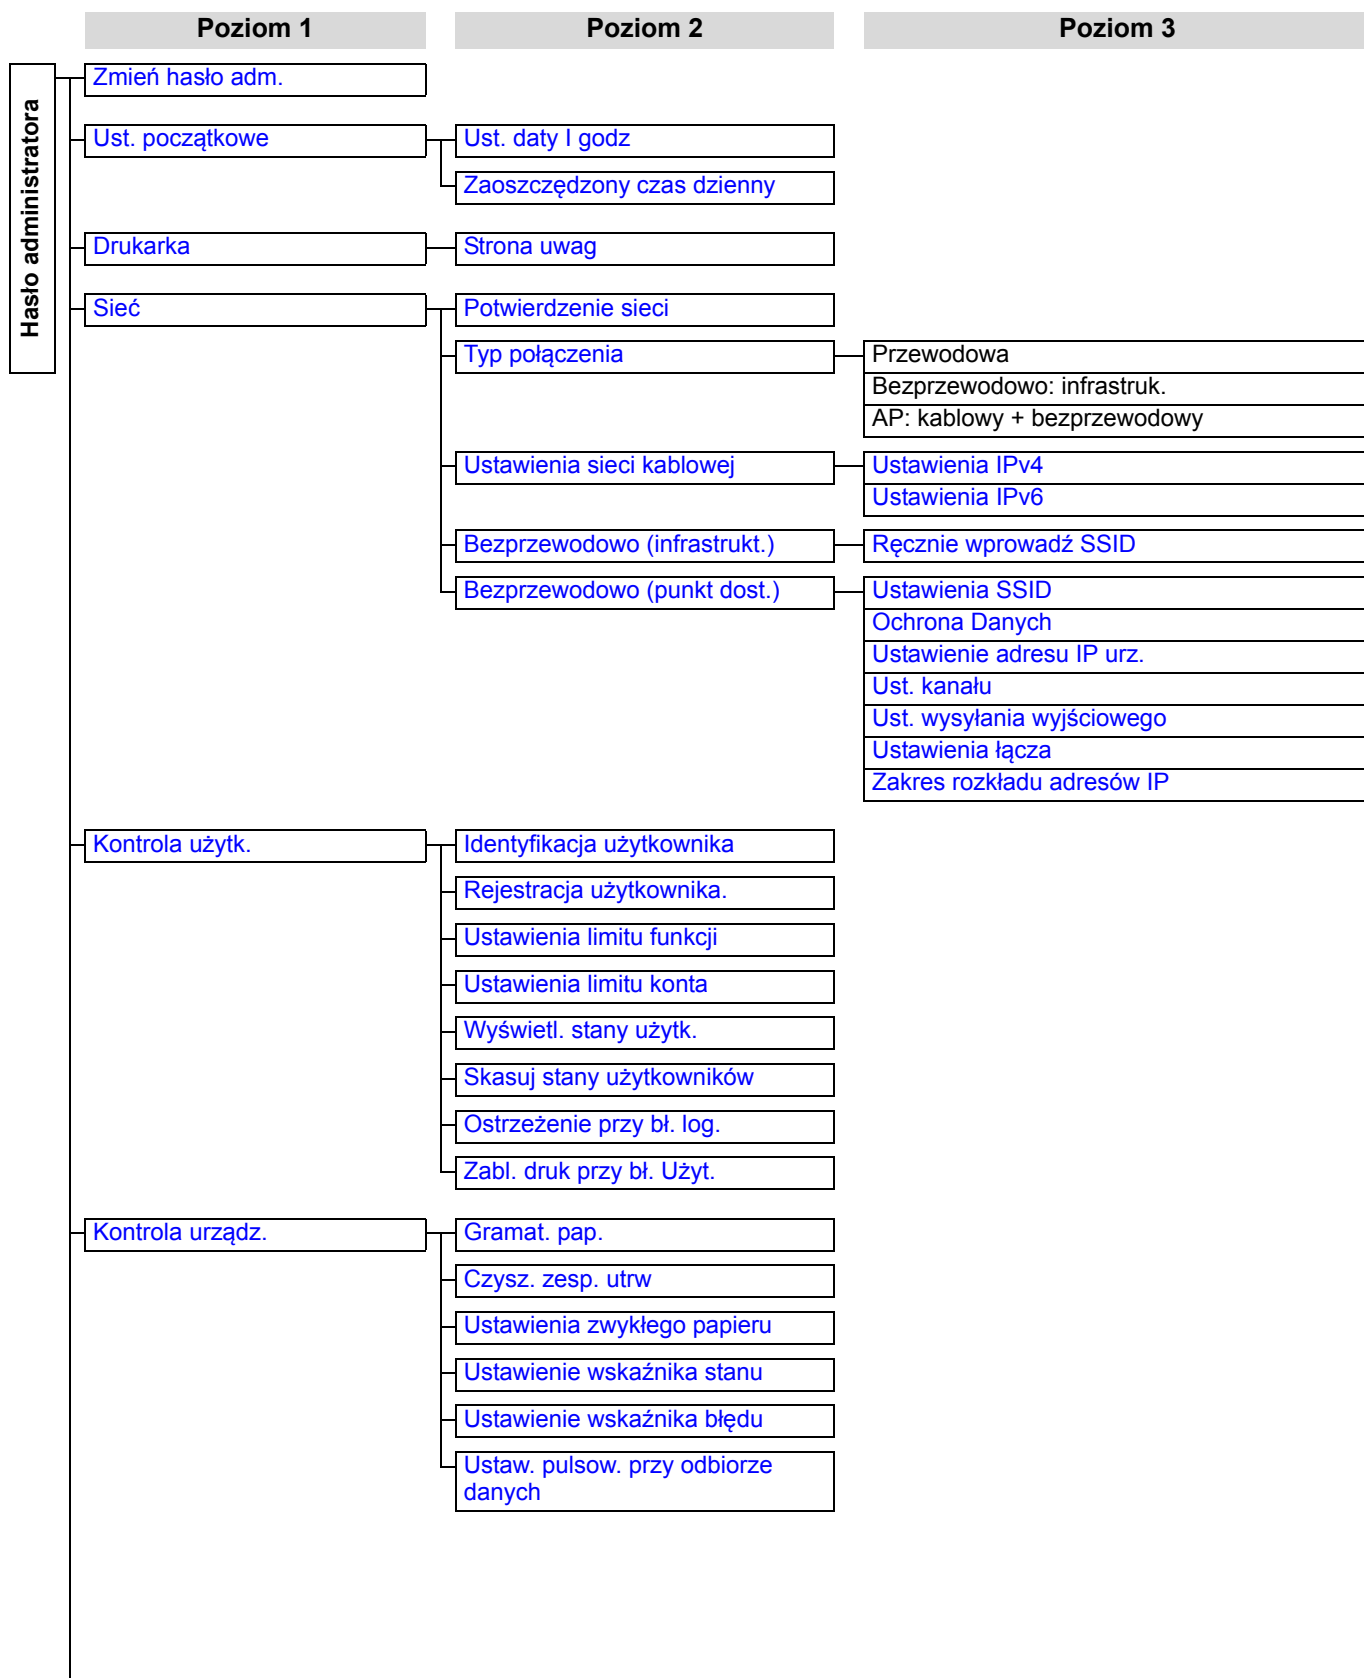 Poziom 1
Poziom 2
Poziom 3
Hasło administratora
Zmień hasło adm.
Ust. początkowe
Ust. daty I godz
Zaoszczędzony czas dzienny
Drukarka
Strona uwag
Sieć
Potwierdzenie sieci
Typ połączenia
Przewodowa
Bezprzewodowo: infrastruk.
AP: kablowy + bezprzewodowy
Ustawienia sieci kablowej
Ustawienia IPv4
Ustawienia IPv6
Bezprzewodowo (infrastrukt.)
Ręcznie wprowadź SSID
Bezprzewodowo (punkt dost.)
Ustawienia SSID
Ochrona Danych
Ustawienie adresu IP urz.
Ust. kanału
Ust. wysyłania wyjściowego
Ustawienia łącza
Zakres rozkładu adresów IP
Kontrola użytk.
Identyfikacja użytkownika
Rejestracja użytkownika.
Ustawienia limitu funkcji
Ustawienia limitu konta
Wyświetl. stany użytk.
Skasuj stany użytkowników
Ostrzeżenie przy bł. log.
Zabl. druk przy bł. Użyt.
Kontrola urządz.
Gramat. pap.
Czysz. zesp. utrw
Ustawienia zwykłego papieru
Ustawienie wskaźnika stanu
Ustawienie wskaźnika błędu
Ustaw. pulsow. przy odbiorze
danych